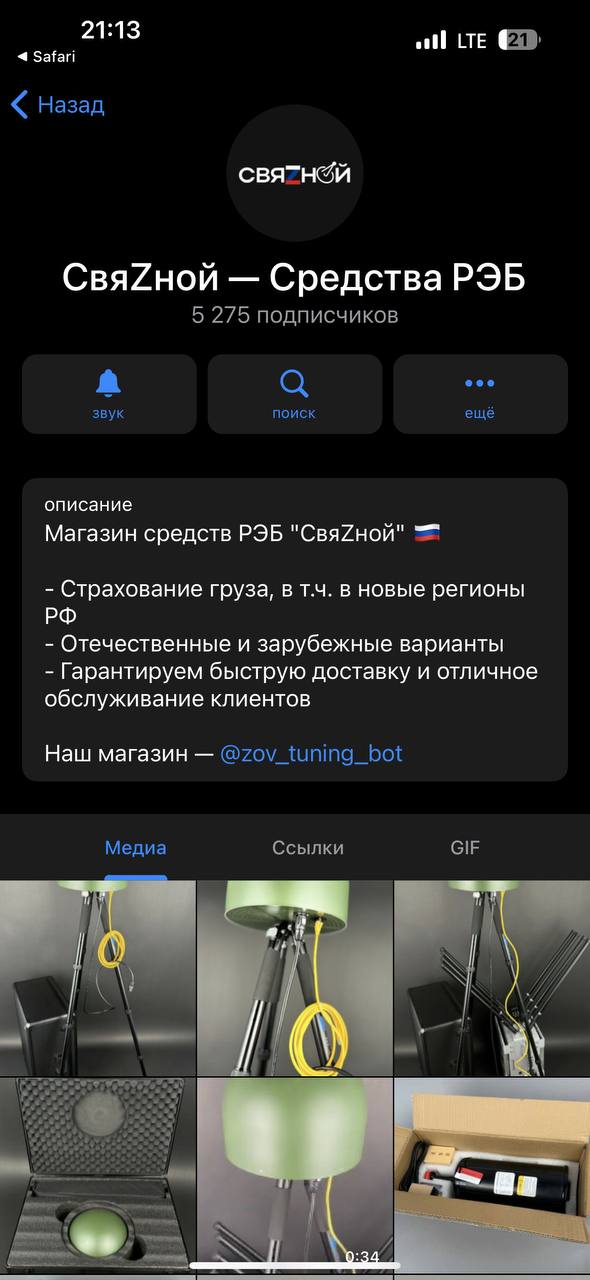 21:13
LTE
21
◀ Safari
Назад
СВЯZНОЙ
СвяZной — Средства РЭБ
5 275 подписчиков
звук
поиск
ещё
описание
Магазин средств РЭБ "СвяZной" 🇷🇺
- Страхование груза, в т.ч. в новые регионы
РФ
- Отечественные и зарубежные варианты
- Гарантируем быструю доставку и отличное
обслуживание клиентов
Наш магазин — @zov_tuning_bot
Медиа
Ссылки
GIF
0:34